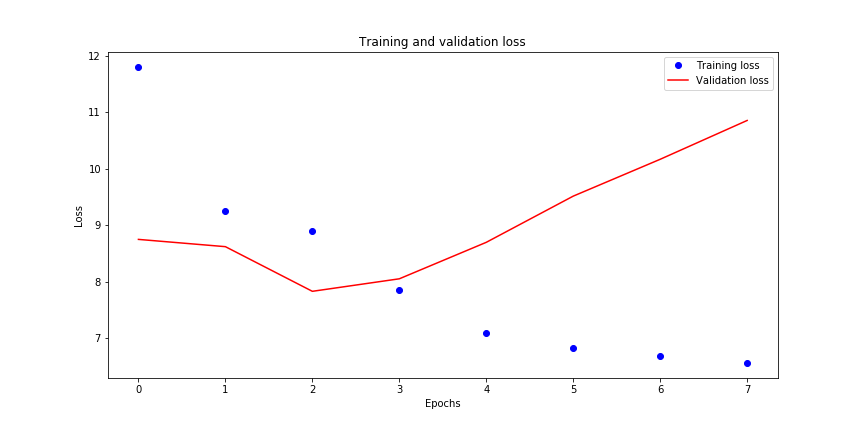 Training and validation loss
Training loss
Validation loss
12
11
10
9
8
7
Loss
0 1 2 3 4 5 6 7
Epochs